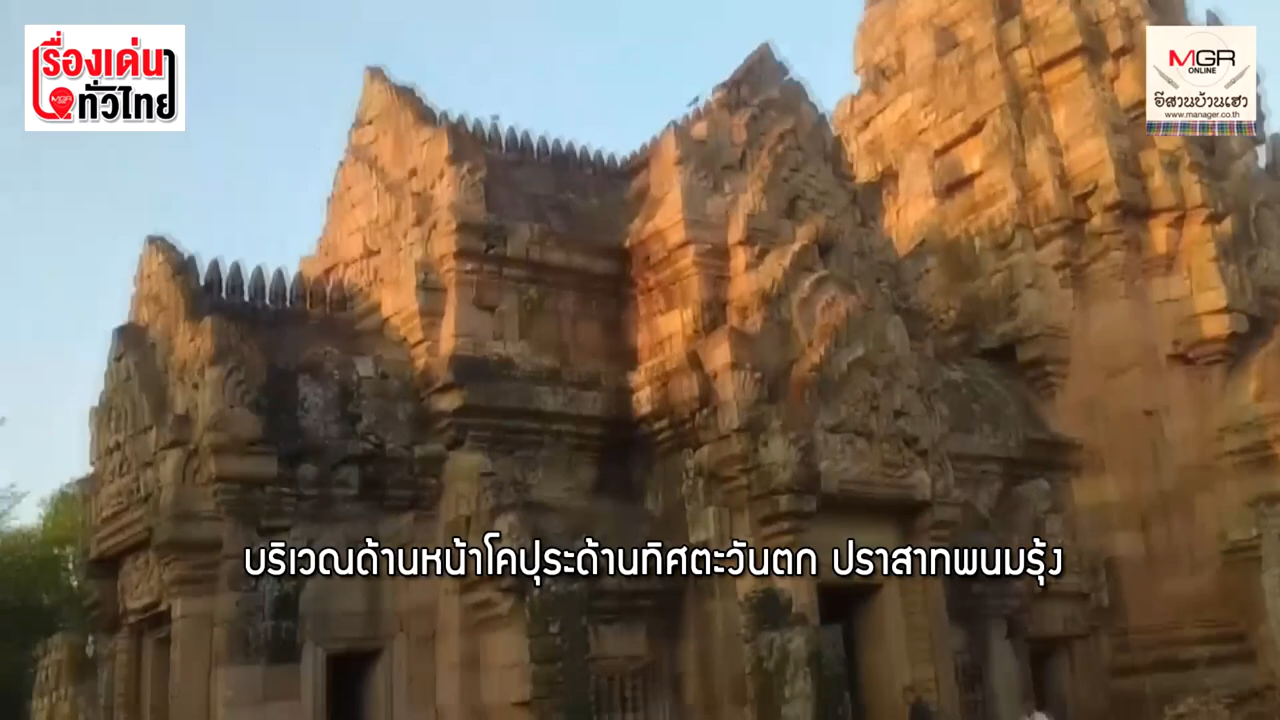 เรื่องเด่น
MGR
ทั่วไทย
MGR
ONLINE
อีสานบ้านเฮา
www.manager.co.th
บริเวณด้านหน้าโคปุระด้านทิศตะวันตก ปราสาทพนมรุ้ง